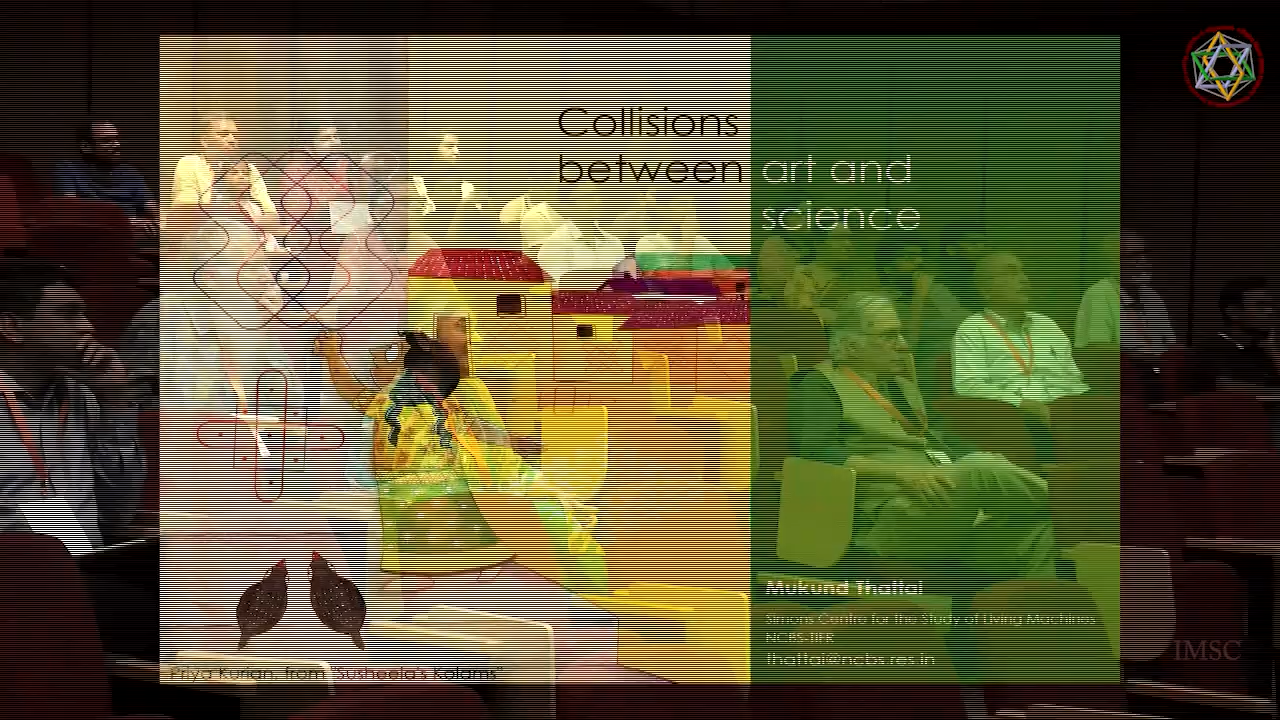 Collisions
between art and
science
Mukund Thattai
Simons Centre for the Study of Living Machines
NCBS-TIFR
thattai@ncbs.res.in
Priya Kurian, from "Susheela's Kolams"
IMSC